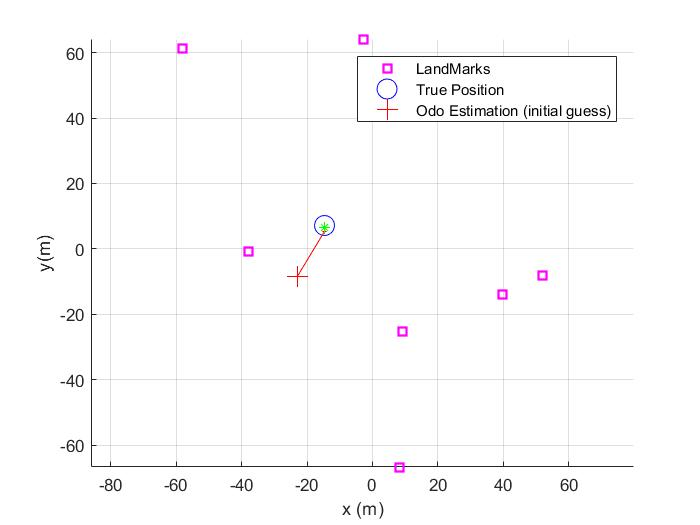 60
40
20
0
-20
-40
-60
y(m)
LandMarks
True Position
Odo Estimation (initial guess)
-80 -60 -40 -20 0 20 40 60
x (m)